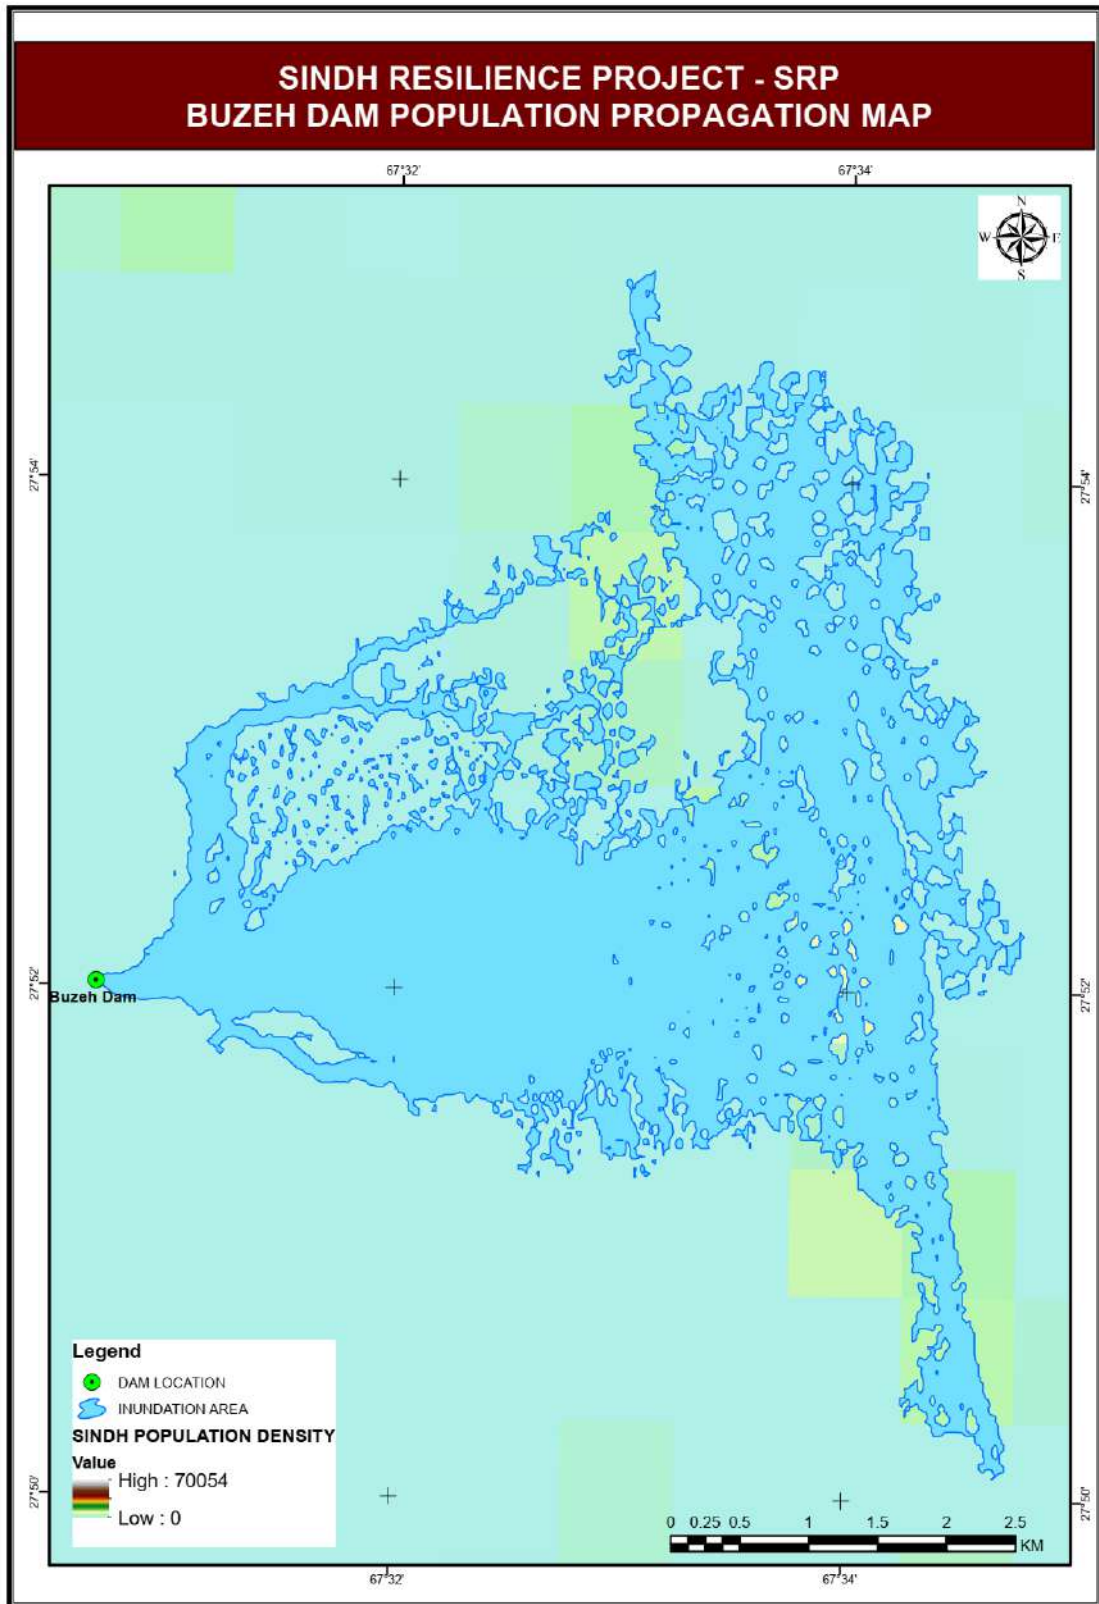 SINDH RESILIENCE PROJECT - SRP
BUZEH DAM POPULATION PROPAGATION MAP
67°32' 67°34'
N
W E
S
27°54' 27°54'
27°52' 27°52'
Buzeh Dam
Legend
DAM LOCATION
INUNDATION AREA
SINDH POPULATION DENSITY
Value
High : 70054
Low : 0
27°50' 27°50'
0 0.25 0.5 1 1.5 2 2.5
KM
67°32' 67°34'